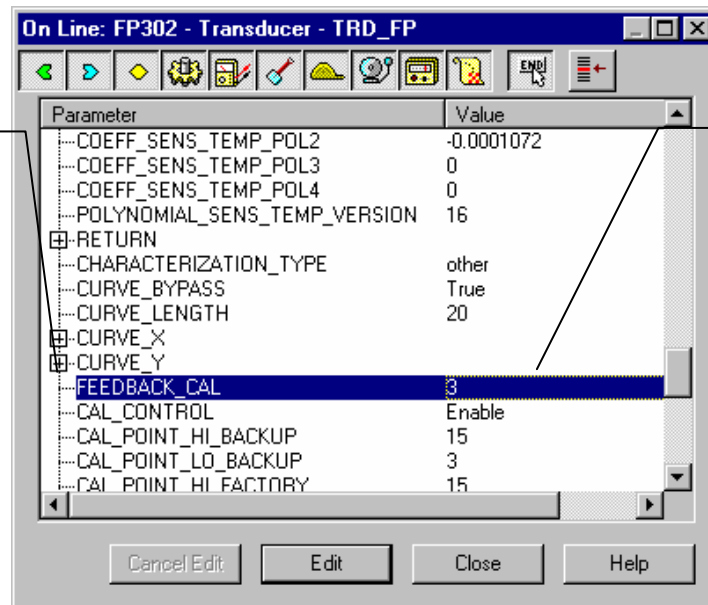 On Line: FP302 - Transducer - TRD_FP
END
Parameter Value
COEFF_SENS_TEMP_POL2 -0.0001072
COEFF_SENS_TEMP_POL3 0
COEFF_SENS_TEMP_POL4 0
POLYNOMIAL_SENS_TEMP_VERSION 16
RETURN
CHARACTERIZATION_TYPE other
CURVE_BYPASS True
CURVE_LENGTH 20
CURVE_X
CURVE_Y
FEEDBACK_CAL 3
CAL_CONTROL Enable
CAL_POINT_HI_BACKUP 15
CAL_POINT_LO_BACKUP 3
CAL_POINT_HI_FACTORY 15
Cancel Edit Edit Close Help